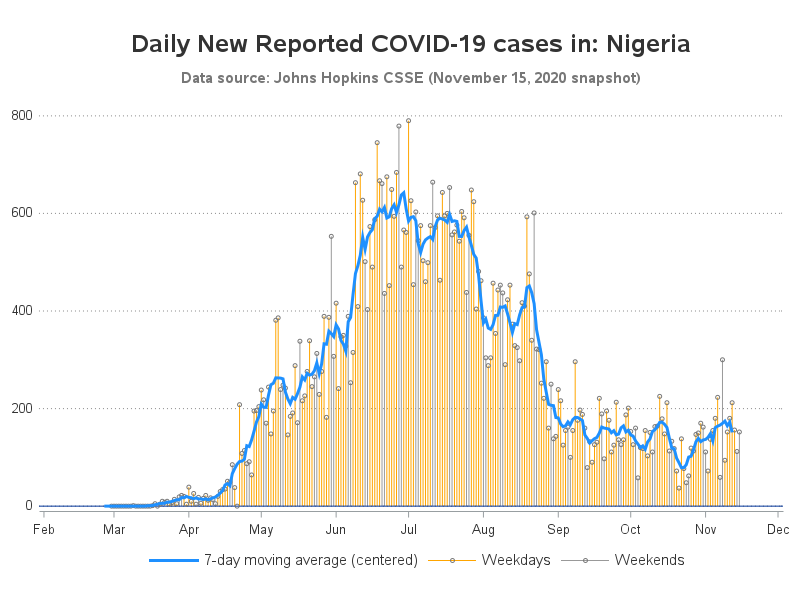 Daily New Reported COVID-19 cases in: Nigeria
Data source: Johns Hopkins CSSE (November 15, 2020 snapshot)
800
600
400
200
0
Feb Mar Apr May Jun Jul Aug Sep Oct Nov Dec
7-day moving average (centered) Weekdays Weekends